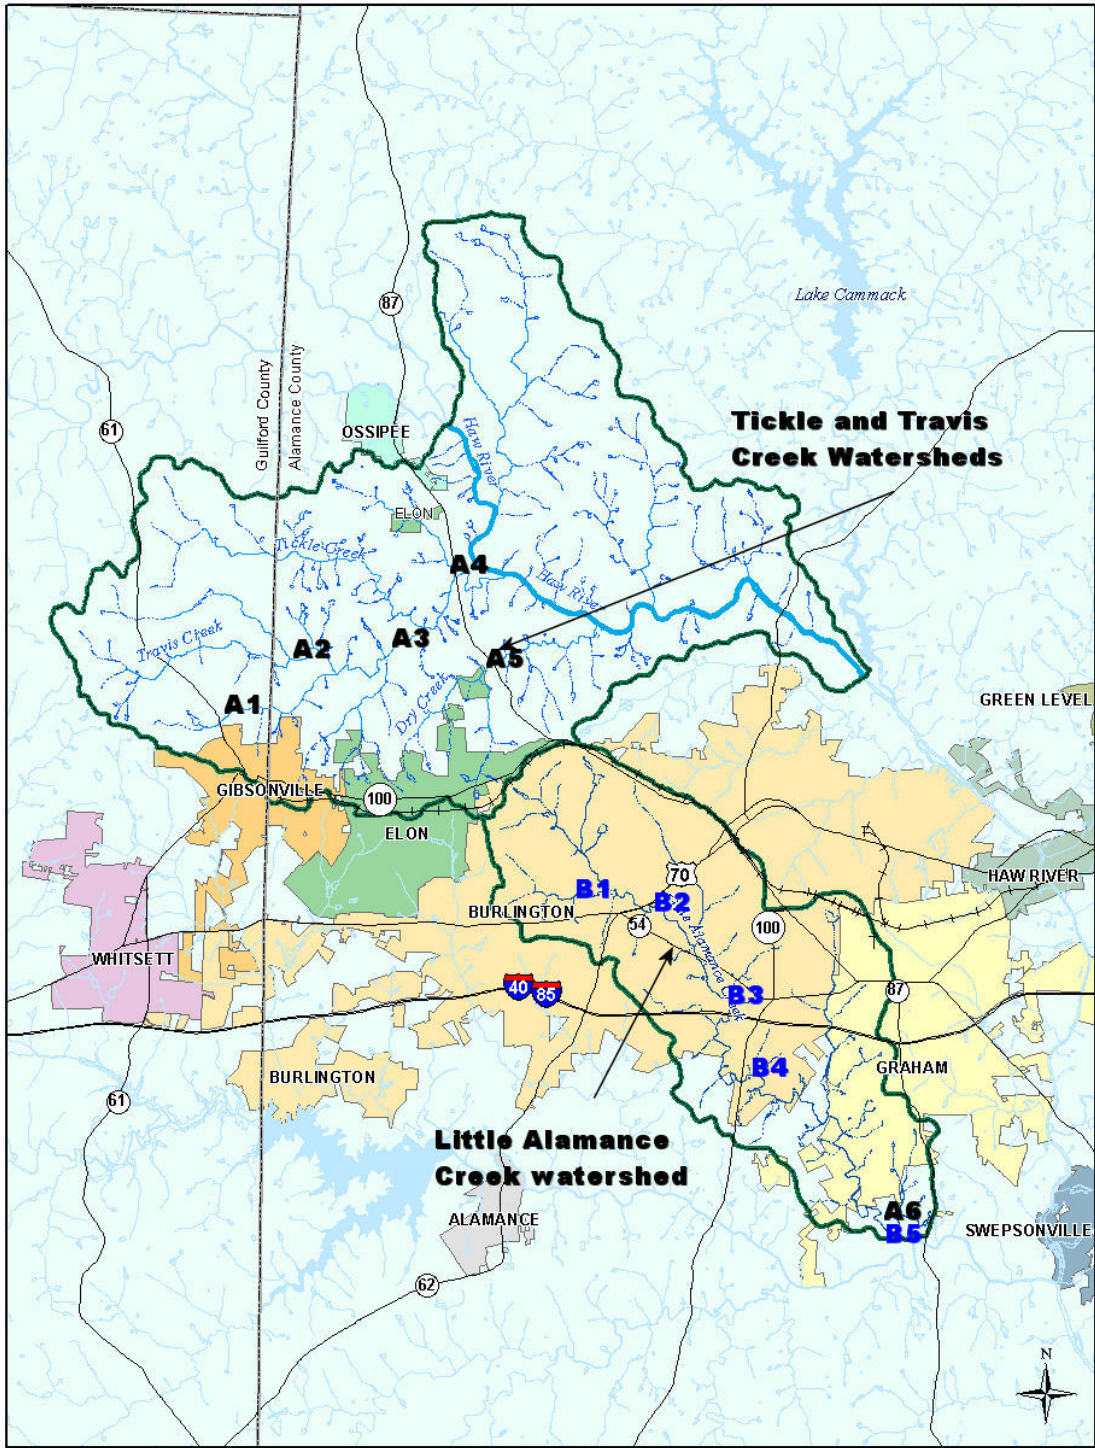 87
Lake Cammack
Guilford County
Alamance County
61
OSSIPEE
Haw River
Tickle and Travis
Creek Watersheds
ELON
Tickle Creek
A4
Haw River
Travis Creek
A2
A3
A5
A1
Dry Creek
GREEN LEVEL
GIBSONVILLE
100
ELON
70
HAW RIVER
B1
B2
BURLINGTON
54
100
Alamance Creek
WHITSETT
40
85
B3
87
BURLINGTON
B4
GRAHAM
61
Little Alamance
Creek watershed
ALAMANCE
A6
B5
SWEPSONVILLE
62
N